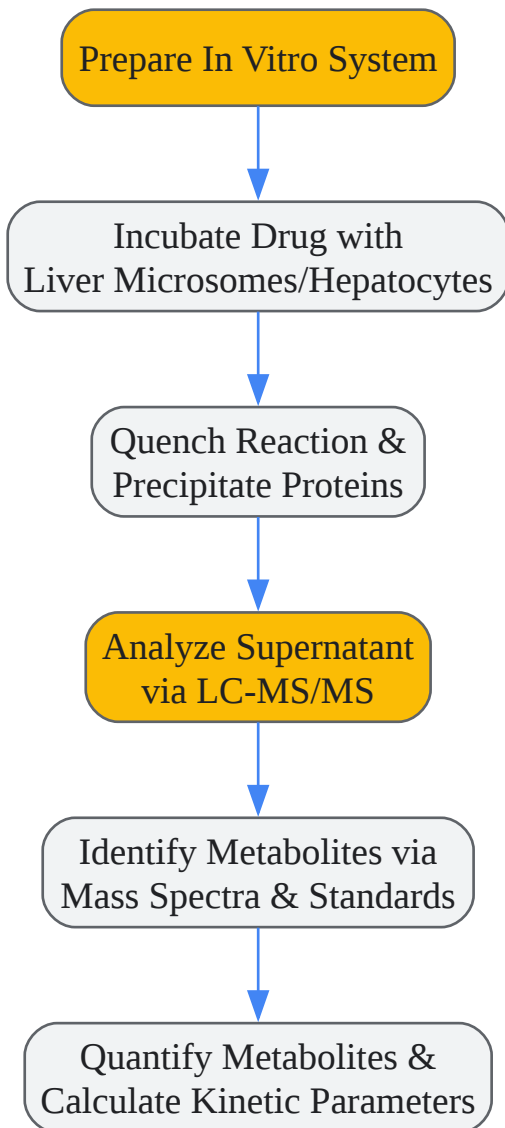 Prepare In Vitro System
Incubate Drug with
Liver Microsomes/Hepatocytes
Quench Reaction &
Precipitate Proteins
Analyze Supernatant
via LC-MS/MS
Identify Metabolites via
Mass Spectra & Standards
Quantify Metabolites &
Calculate Kinetic Parameters